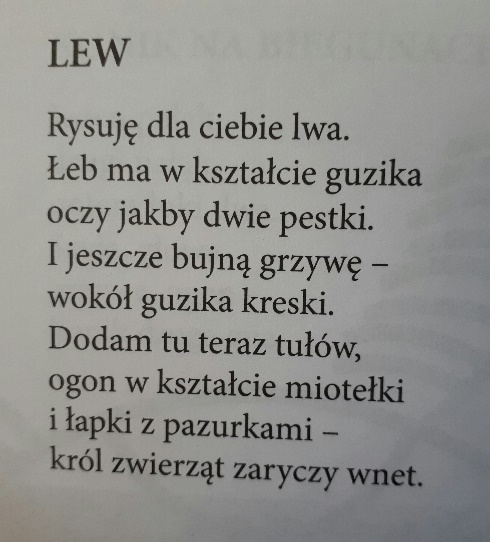 LEW
Rysuję dla ciebie lwa.
Łeb ma w kształcie guzika
oczy jakby dwie pestki.
I jeszcze bujną grzywę –
wokół guzika kreski.
Dodam tu teraz tułów,
ogon w kształcie miotełki
i łapki z pazurkami –
król zwierząt zaryczy wnet.